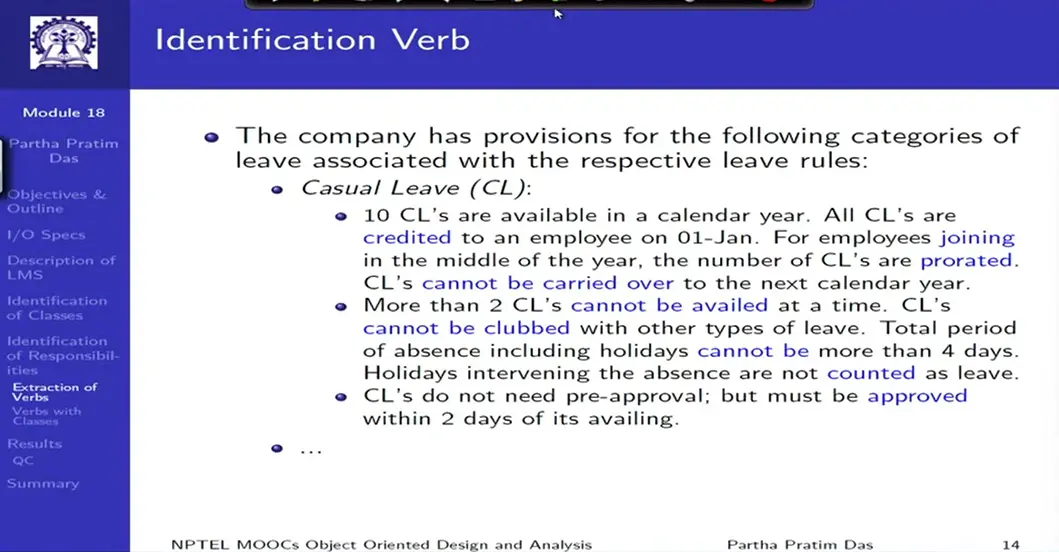 Identification Verb
Module 18
Partha Pratim
Das
Objectives &
Outline
I/O Specs
Description of
LMS
Identification
of Classes
Identification
of Responsibil-
ities
Extraction of
Verbs
Verbs with
Classes
Results
QC
Summary
The company has provisions for the following categories of
leave associated with the respective leave rules:
Casual Leave (CL):
10 CL's are available in a calendar year. All CL's are
credited to an employee on 01-Jan. For employees joining
in the middle of the year, the number of CL's are prorated.
CL's cannot be carried over to the next calendar year.
More than 2 CL's cannot be availed at a time. CL's
cannot be clubbed with other types of leave. Total period
of absence including holidays cannot be more than 4 days.
Holidays intervening the absence are not counted as leave.
CL's do not need pre-approval; but must be approved
within 2 days of its availing.
...
NPTEL MOOCs Object Oriented Design and Analysis Partha Pratim Das 14